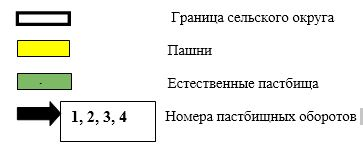 Граница сельского округа
Пашни
Естественные пастбища
1, 2, 3, 4 Номера пастбищных оборотов